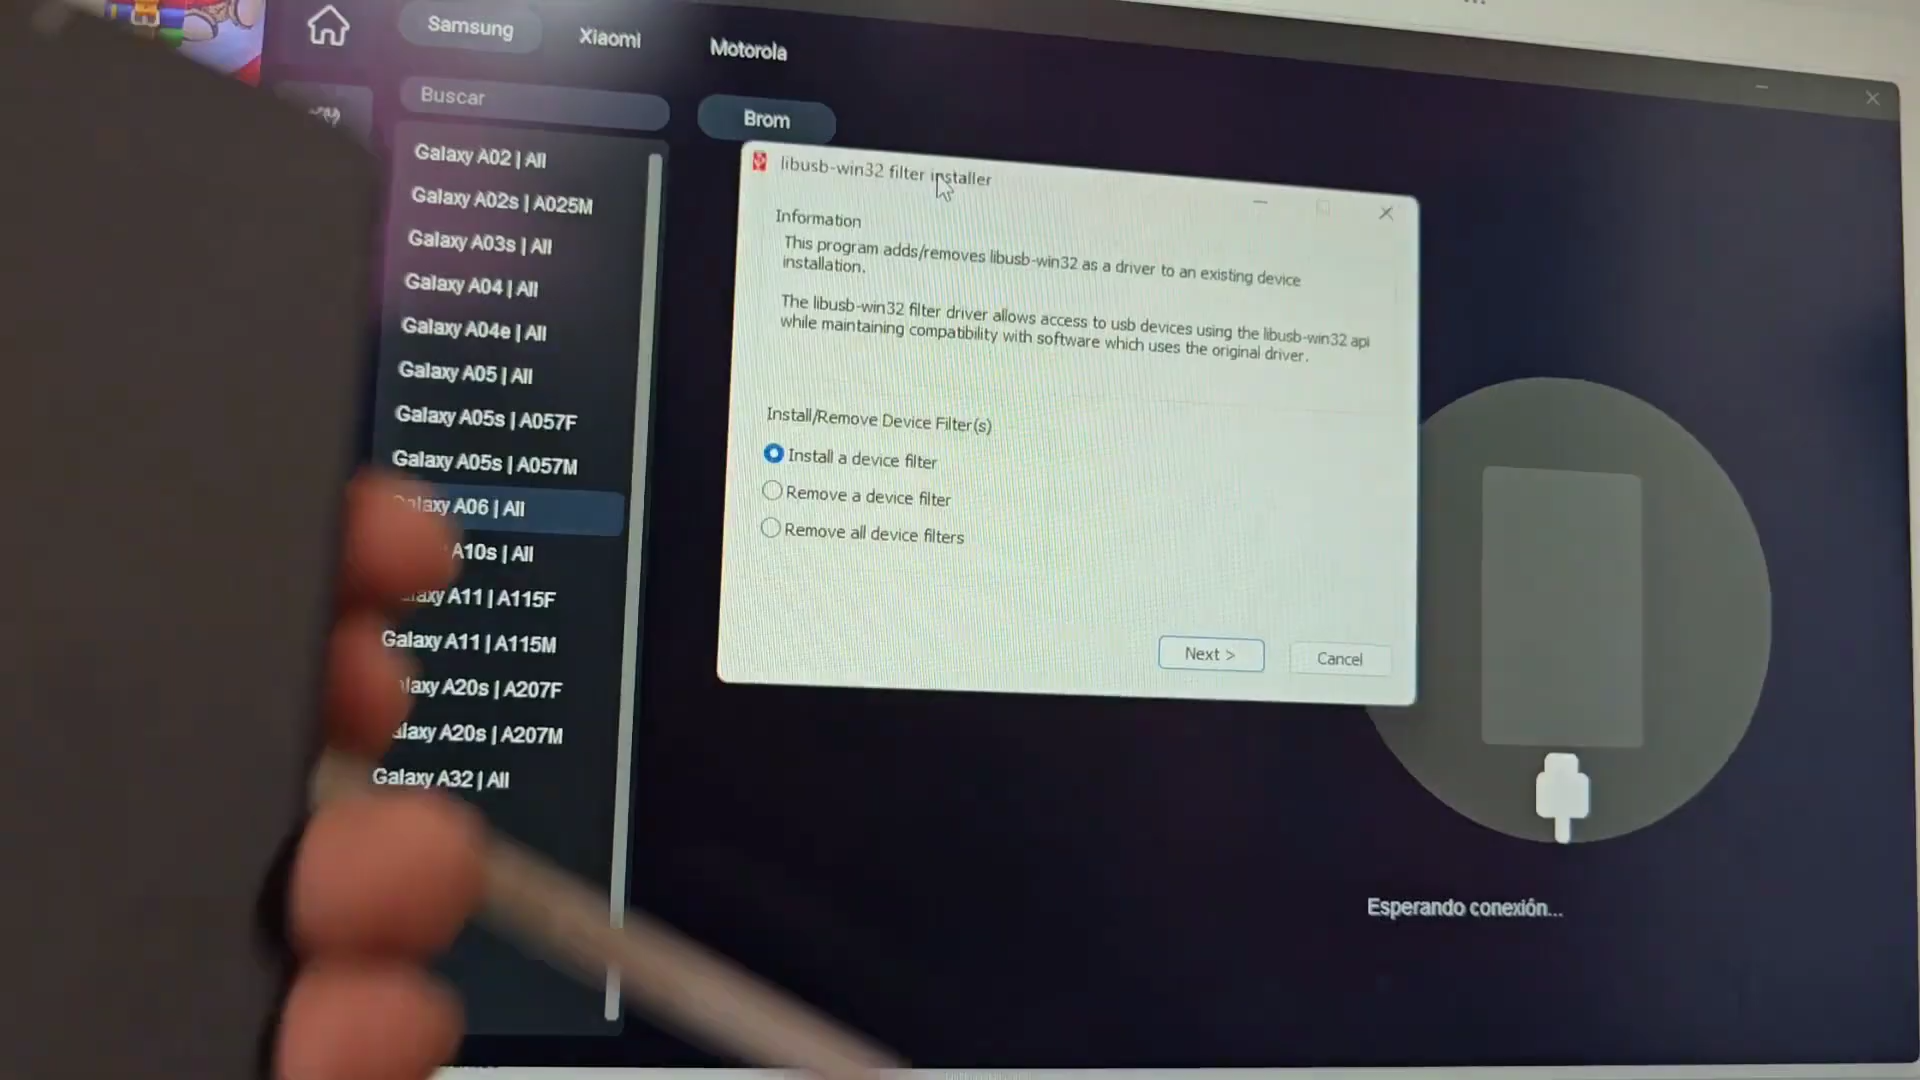 Samsung
Xiaomi
Motorola
Buscar
Brom
Galaxy A02 | All
Galaxy A02s | A025M
Galaxy A03s | All
Galaxy A04 | All
Galaxy A04e | All
Galaxy A05 | All
Galaxy A05s | A057F
Galaxy A05s | A057M
Galaxy A06 | All
A10s | All
axy A11 | A115F
Galaxy A11 | A115M
laxy A20s | A207F
alaxy A20s | A207M
Galaxy A32 | All
libusb-win32 filter installer
Information
This program adds/removes libusb-win32 as a driver to an existing device
installation.
The libusb-win32 filter driver allows access to usb devices using the libusb-win32 api
while maintaining compatibility with software which uses the original driver.
Install/Remove Device Filter(s)
Install a device filter
Remove a device filter
Remove all device filters
Next >
Cancel
Esperando conexión...